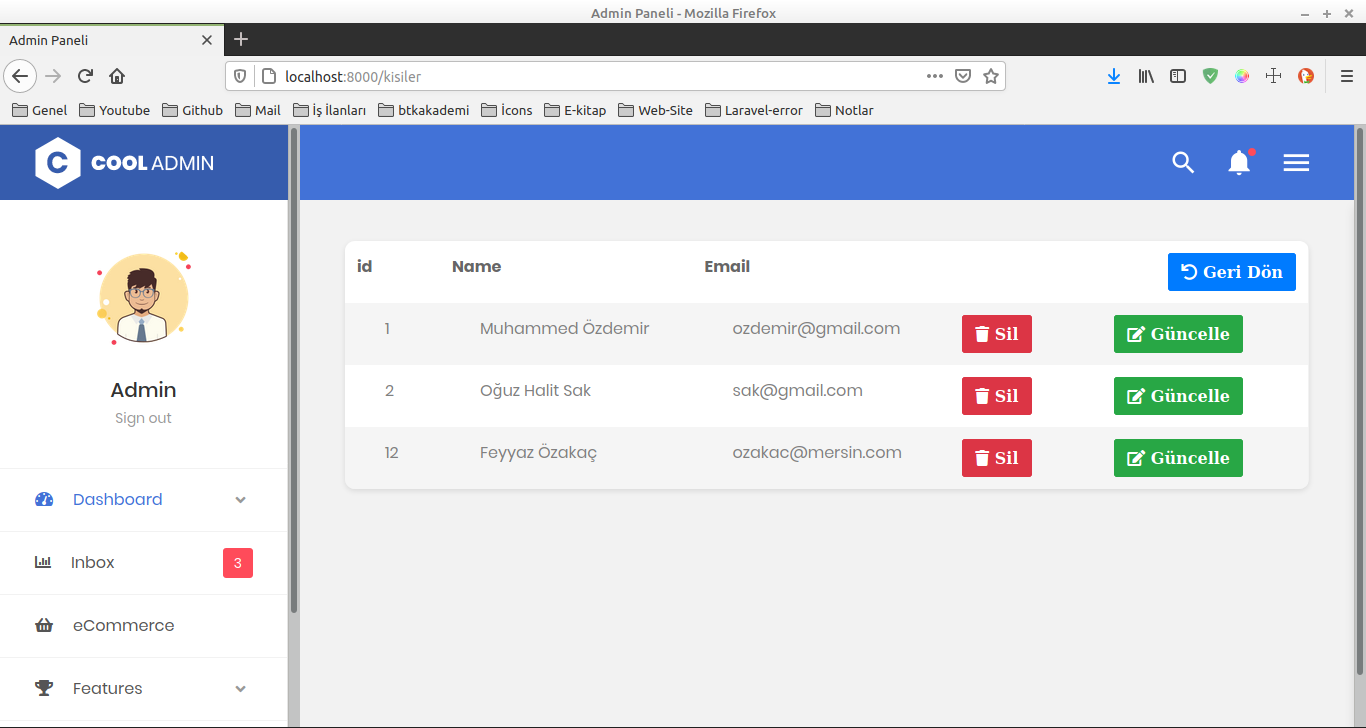 Admin Paneli - Mozilla Firefox
Admin Paneli
localhost:8000/kisiler
Genel Youtube Github Mail İş İlanları btkakademi İcons E-kitap Web-Site Laravel-error Notlar
C COOL ADMIN
Admin
Sign out
Dashboard
Inbox 3
eCommerce
Features
id Name Email Geri Dön
1 Muhammed Özdemir ozdemir@gmail.com Sil Güncelle
2 Oğuz Halit Sak sak@gmail.com Sil Güncelle
12 Feyyaz Özakaç ozakac@mersin.com Sil Güncelle